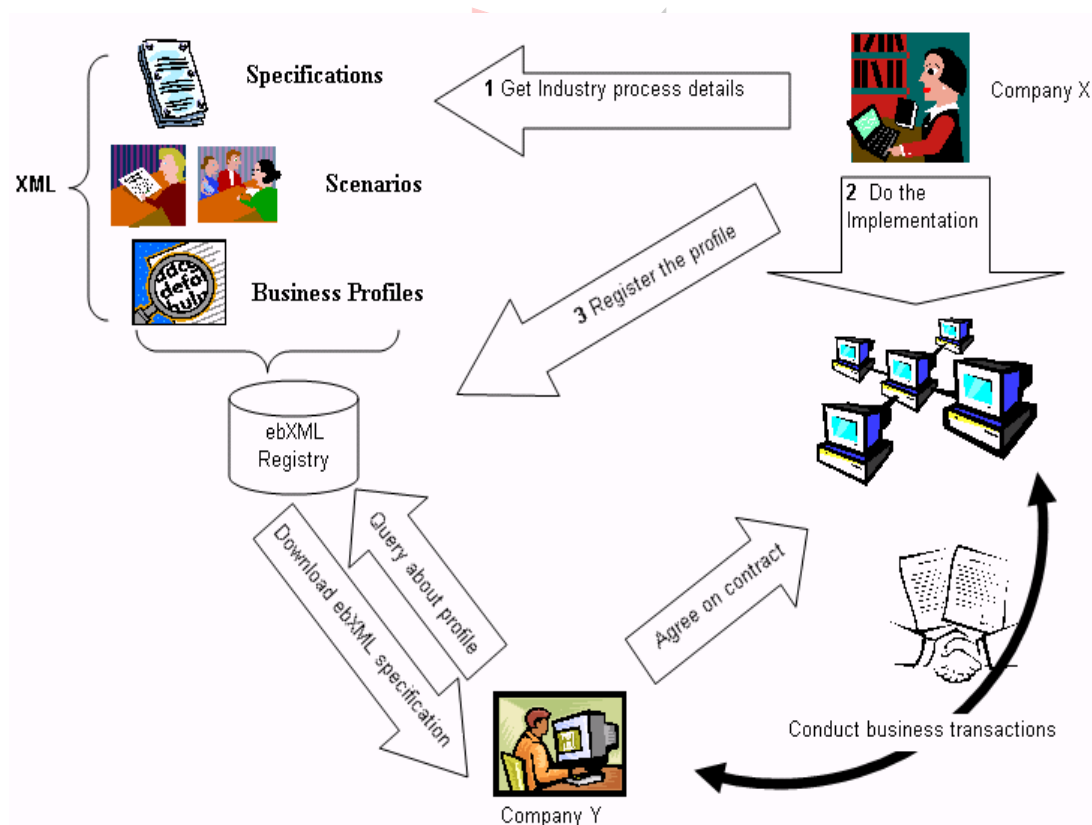 Specifications
1 Get Industry process details
Company X
XML
Scenarios
2 Do the
Implementation
3 Register the profile
Business Profiles
ebXML
Registry
Query about profile
Download ebXML specification
Agree on contract
Conduct business transactions
Company Y